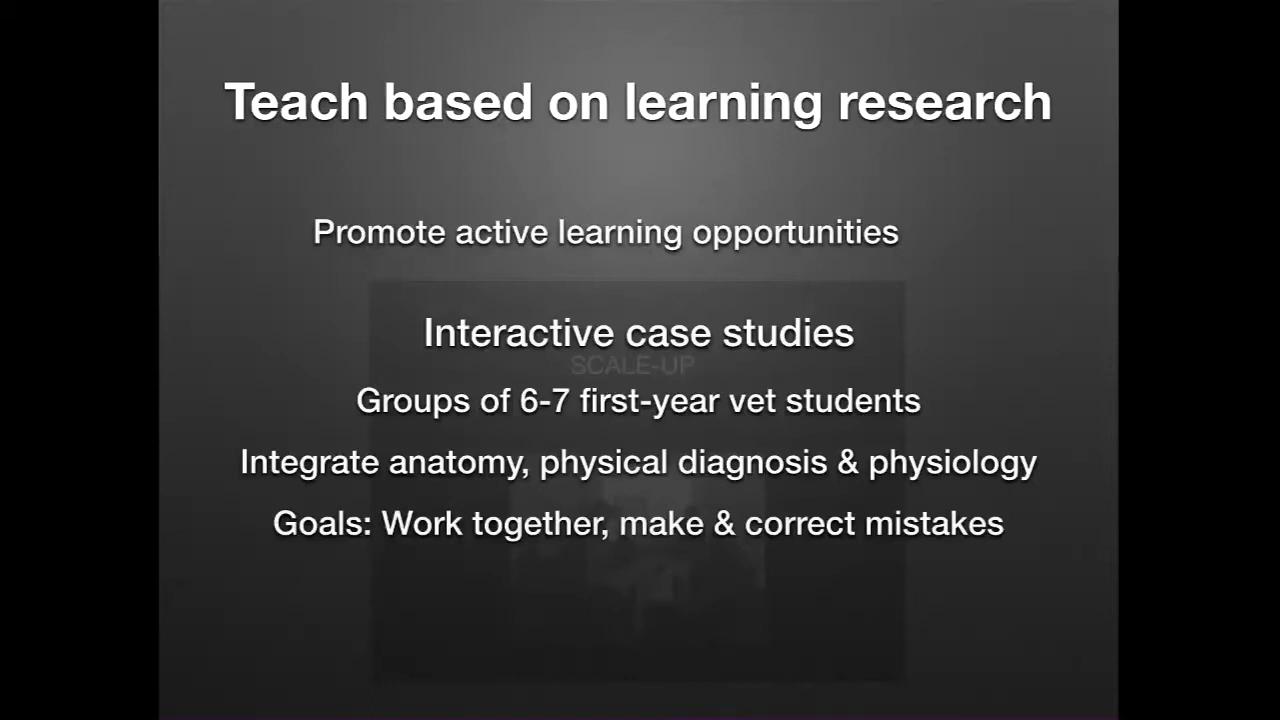 Teach based on learning research
Promote active learning opportunities
Interactive case studies
SCALE-UP
Groups of 6-7 first-year vet students
Integrate anatomy, physical diagnosis & physiology
Goals: Work together, make & correct mistakes